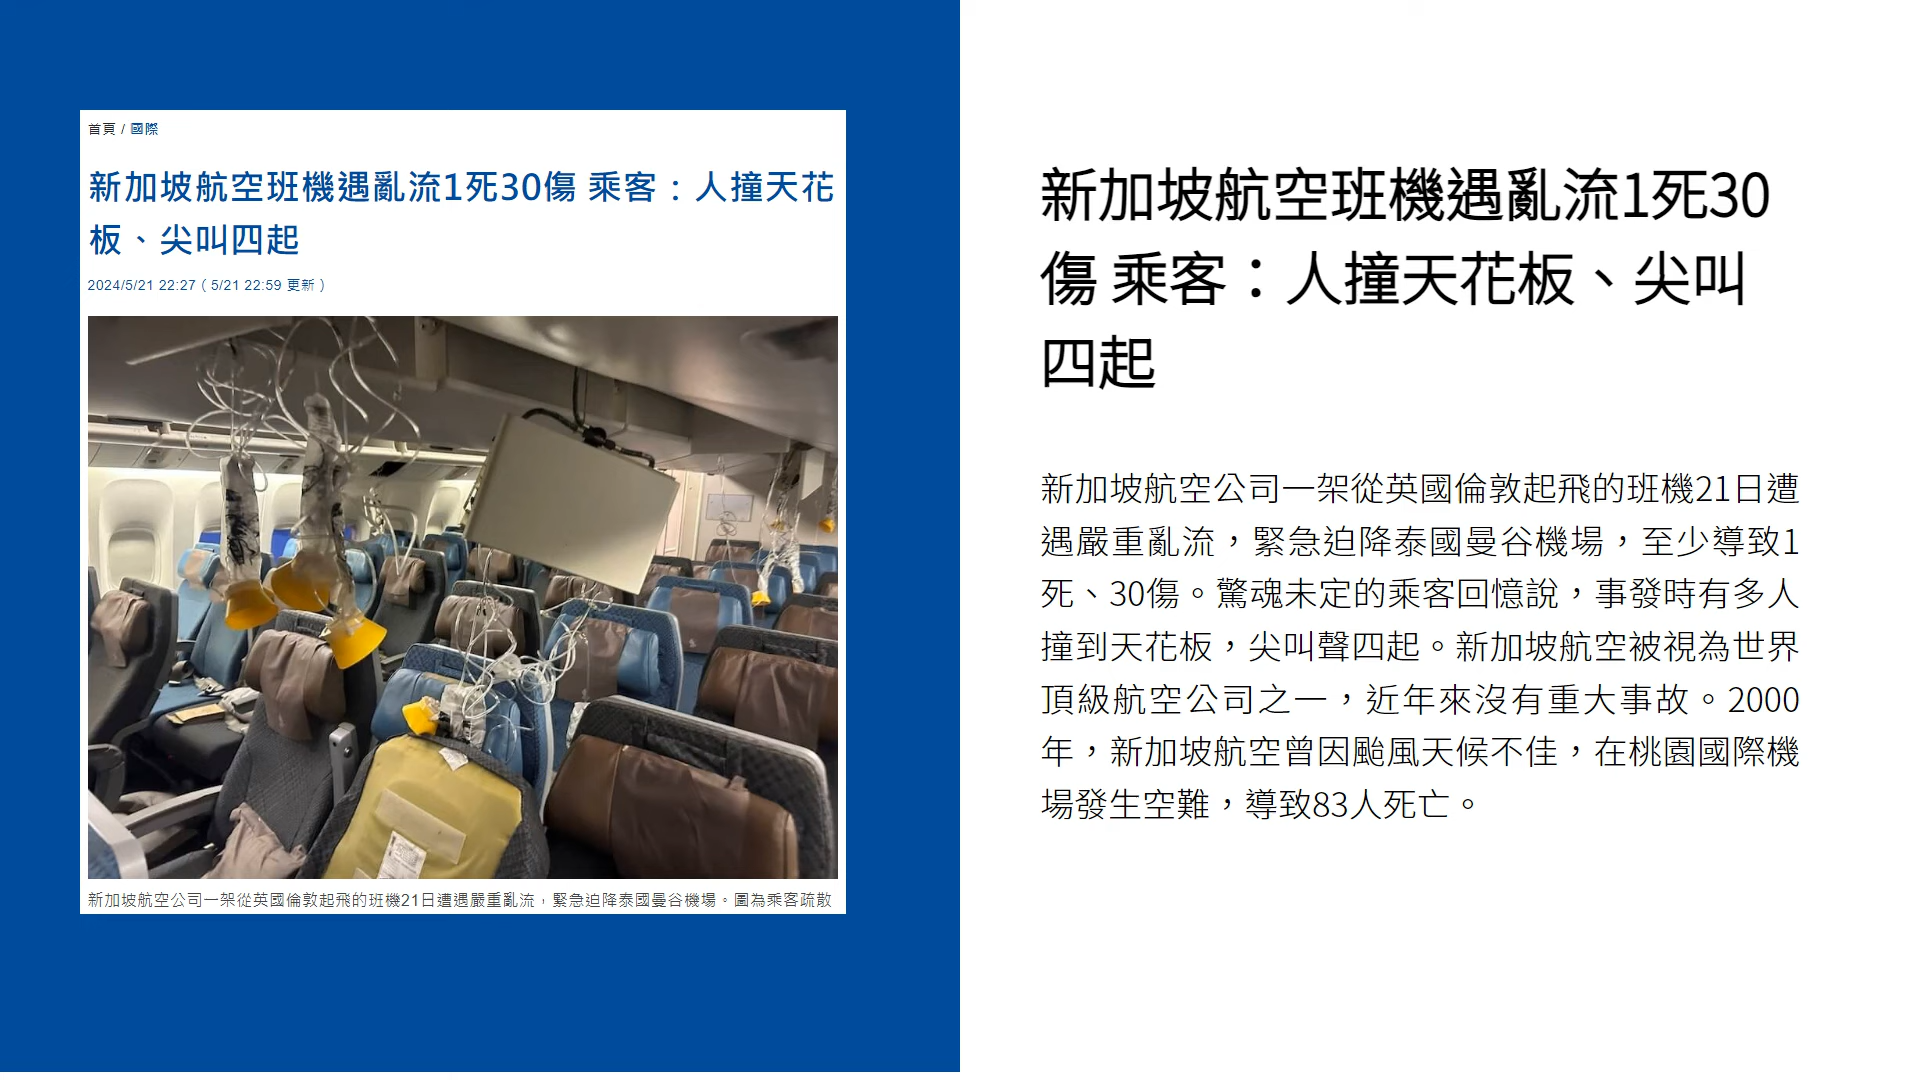 首頁 / 國際
新加坡航空班機遇亂流1死30傷 乘客：人撞天花
板、尖叫四起
2024/5/21 22:27（5/21 22:59 更新）
新加坡航空公司一架從英國倫敦起飛的班機21日遭遇嚴重亂流，緊急迫降泰國曼谷機場。圖為乘客疏散
新加坡航空班機遇亂流1死30
傷 乘客：人撞天花板、尖叫
四起
新加坡航空公司一架從英國倫敦起飛的班機21日遭
遇嚴重亂流，緊急迫降泰國曼谷機場，至少導致1
死、30傷。驚魂未定的乘客回憶說，事發時有多人
撞到天花板，尖叫聲四起。新加坡航空被視為世界
頂級航空公司之一，近年來沒有重大事故。2000
年，新加坡航空曾因颱風天候不佳，在桃園國際機
場發生空難，導致83人死亡。